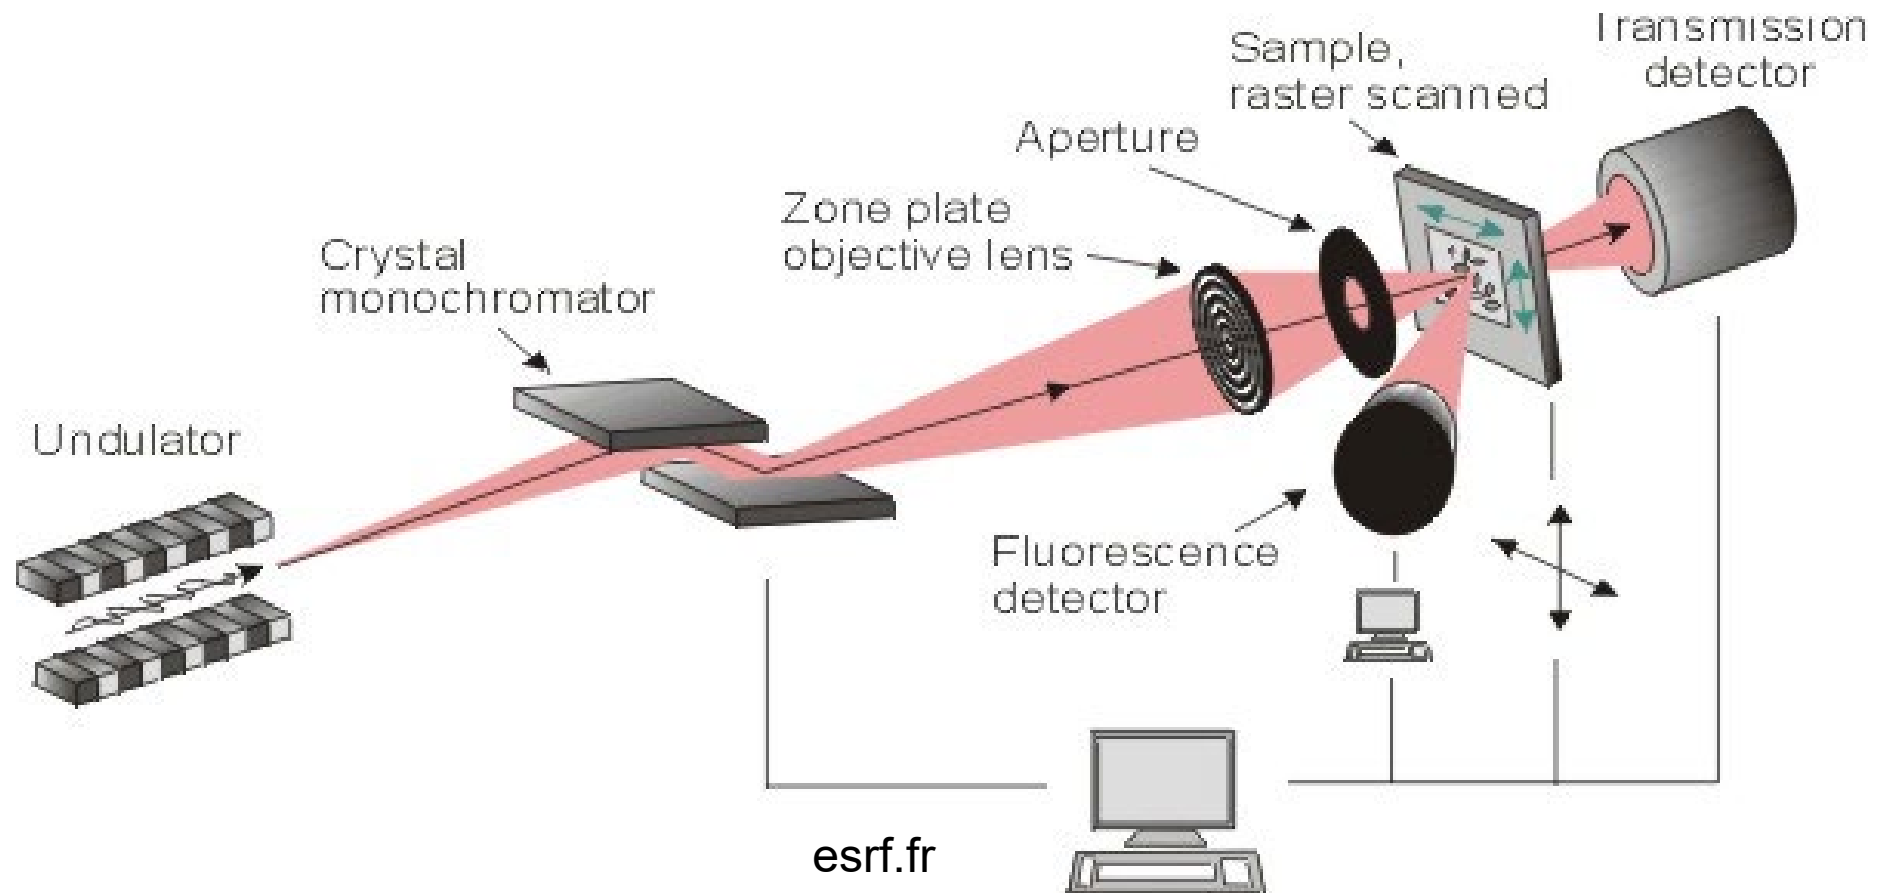 Transmission
detector
Sample,
raster scanned
Aperture
Zone plate
objective lens
Crystal
monochromator
Undulator
Fluorescence
detector
esrf.fr